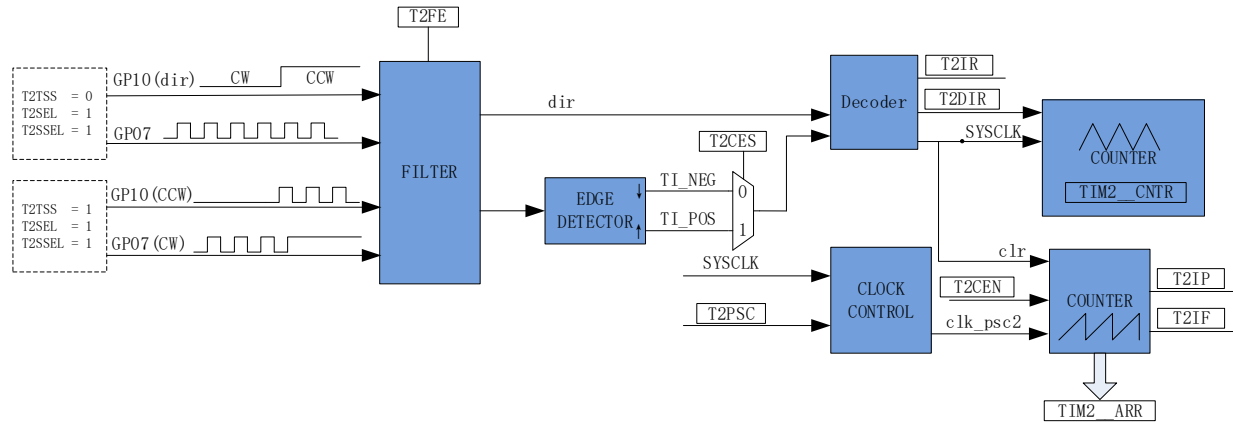 T2FE
T2TSS = 0
T2SEL = 1
T2SSEL = 1
GP10(dir)
CW
CCW
GP07
T2TSS = 1
T2SEL = 1
T2SSEL = 1
GP10(CCW)
GP07(CW)
FILTER
dir
EDGE
DETECTOR
TI_NEG
TI_POS
T2CES
0
1
Decoder
T2IR
T2DIR
SYSCLK
COUNTER
TIM2__CNTR
SYSCLK
T2PSC
CLOCK
CONTROL
clr
T2CEN
clk_psc2
COUNTER
T2IP
T2IF
TIM2__ARR